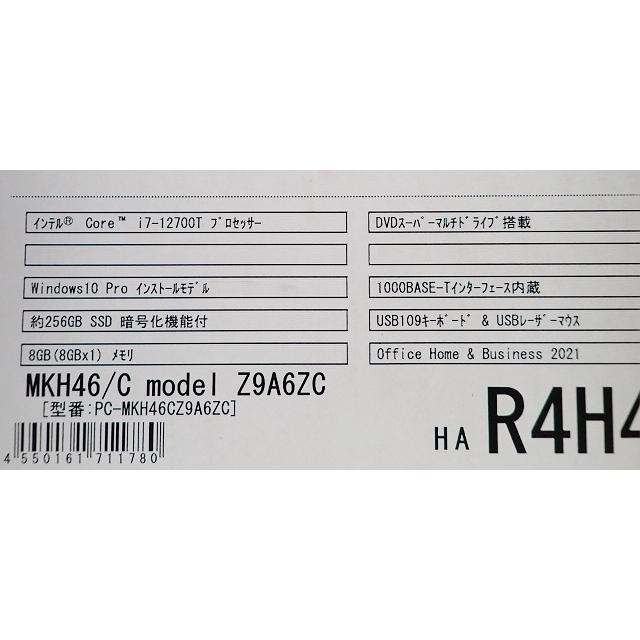 ｲﾝﾃﾙ® Core™ i7-12700T ﾌﾟﾛｾｯｻｰ
Windows10 Pro ｲﾝｽﾄｰﾙﾓﾃﾞﾙ
約256GB SSD 暗号化機能付
8GB(8GBx1) ﾒﾓﾘ
DVDｽｰﾊﾟｰﾏﾙﾁﾄﾞﾗｲﾌﾞ搭載
1000BASE-Tｲﾝﾀｰﾌｪｰｽ内蔵
USB109ｷｰﾎﾞｰﾄﾞ & USBﾚｰｻﾞｰﾏｳｽ
Office Home & Business 2021
MKH46/C model Z9A6ZC
[型番:PC-MKH46CZ9A6ZC]
4 550161 711780
HA R4H4